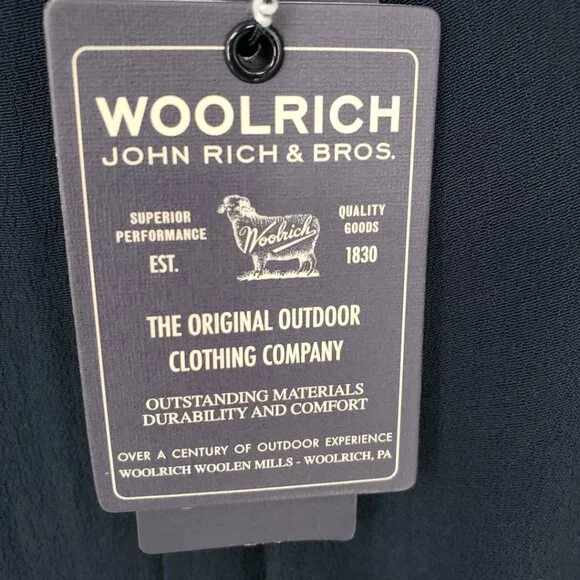 WOOLRICH
JOHN RICH & BROS.
SUPERIOR
PERFORMANCE
EST.
Woolrich
QUALITY
GOODS
1830
THE ORIGINAL OUTDOOR
CLOTHING COMPANY
OUTSTANDING MATERIALS
DURABILITY AND COMFORT
OVER A CENTURY OF OUTDOOR EXPERIENCE
WOOLRICH WOOLEN MILLS - WOOLRICH, PA